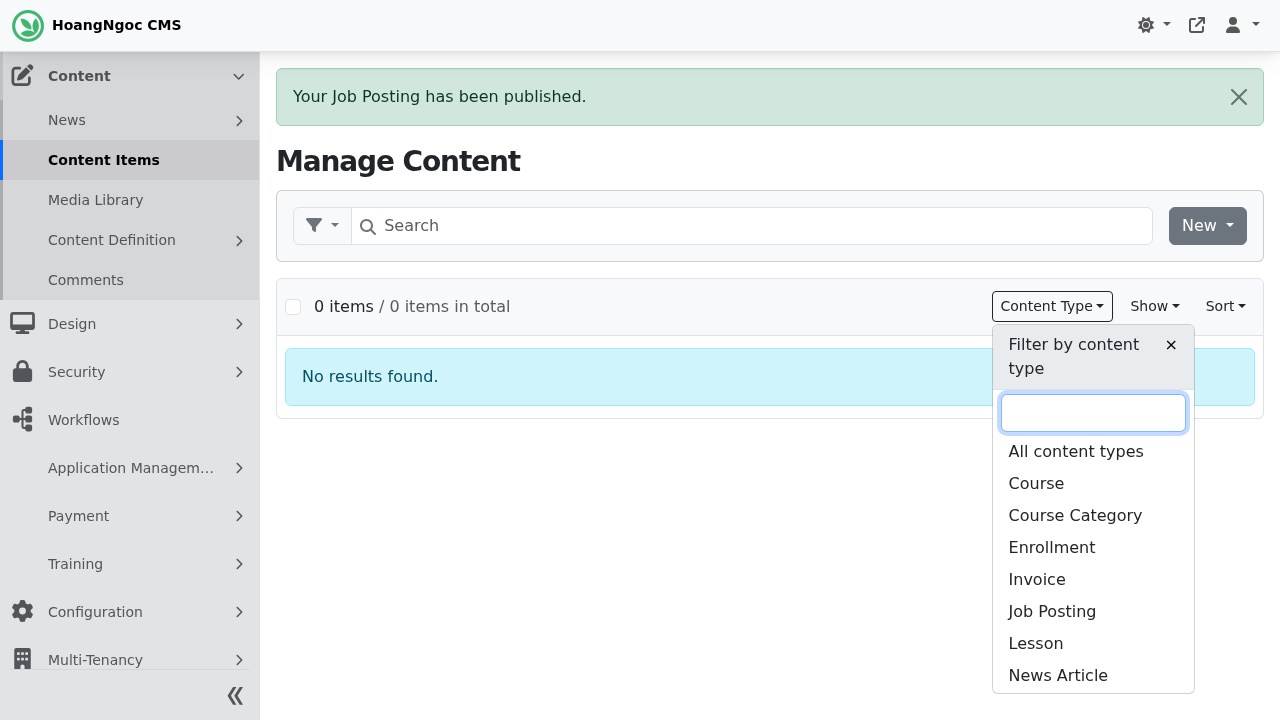 HoangNgoc CMS
Content
News
Content Items
Media Library
Content Definition
Comments
Design
Security
Workflows
Application Managem...
Payment
Training
Configuration
Multi-Tenancy
Your Job Posting has been published.
Manage Content
Search
New
0 items / 0 items in total
Content Type
Show
Sort
No results found.
Filter by content
type
All content types
Course
Course Category
Enrollment
Invoice
Job Posting
Lesson
News Article